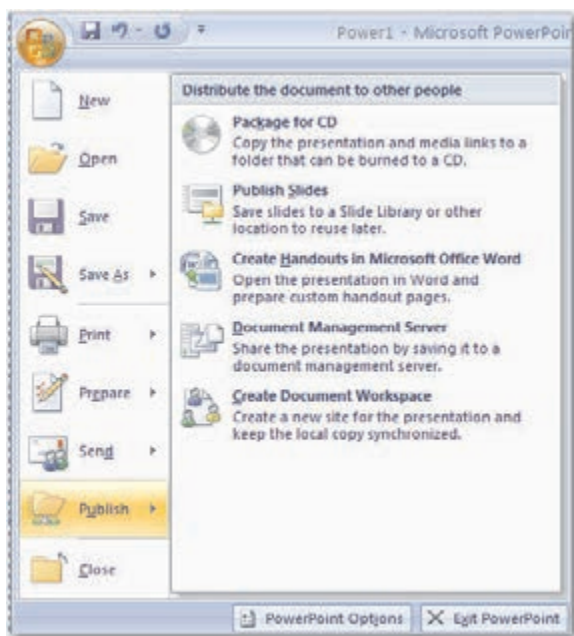 Power1 - Microsoft PowerPoin
New
Open
Save
Save As
Print
Prepare
Send
Publish
Close
Distribute the document to other people
Package for CD
Copy the presentation and media links to a
folder that can be burned to a CD.
Publish Slides
Save slides to a Slide Library or other
location to reuse later.
Create Handouts in Microsoft Office Word
Open the presentation in Word and
prepare custom handout pages.
Document Management Server
Share the presentation by saving it to a
document management server.
Create Document Workspace
Create a new site for the presentation and
keep the local copy synchronized.
PowerPoint Options
Exit PowerPoint